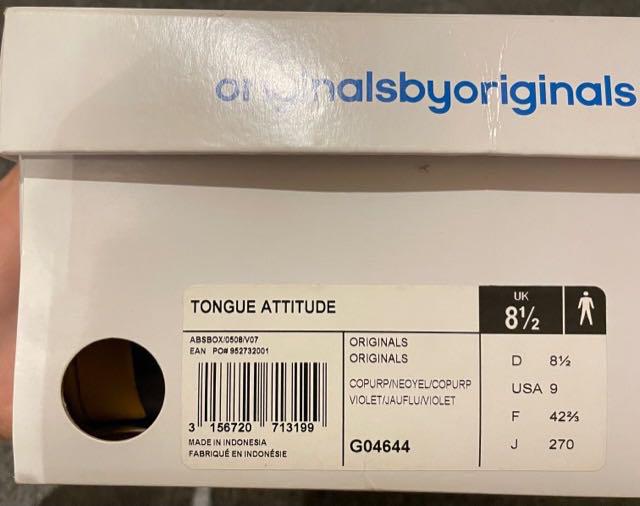 originalsbyoriginals
TONGUE ATTITUDE
UK
8½
ABSBOX/0508/V07
EAN PO# 952732001
3 156720 713199
MADE IN INDONESIA
FABRIQUÉ EN INDONÉSIE
ORIGINALS
ORIGINALS
COPURP/NEOYEL/COPURP
VIOLET/JAUFLU/VIOLET
G04644
D 8½
USA 9
F 42⅔
J 270